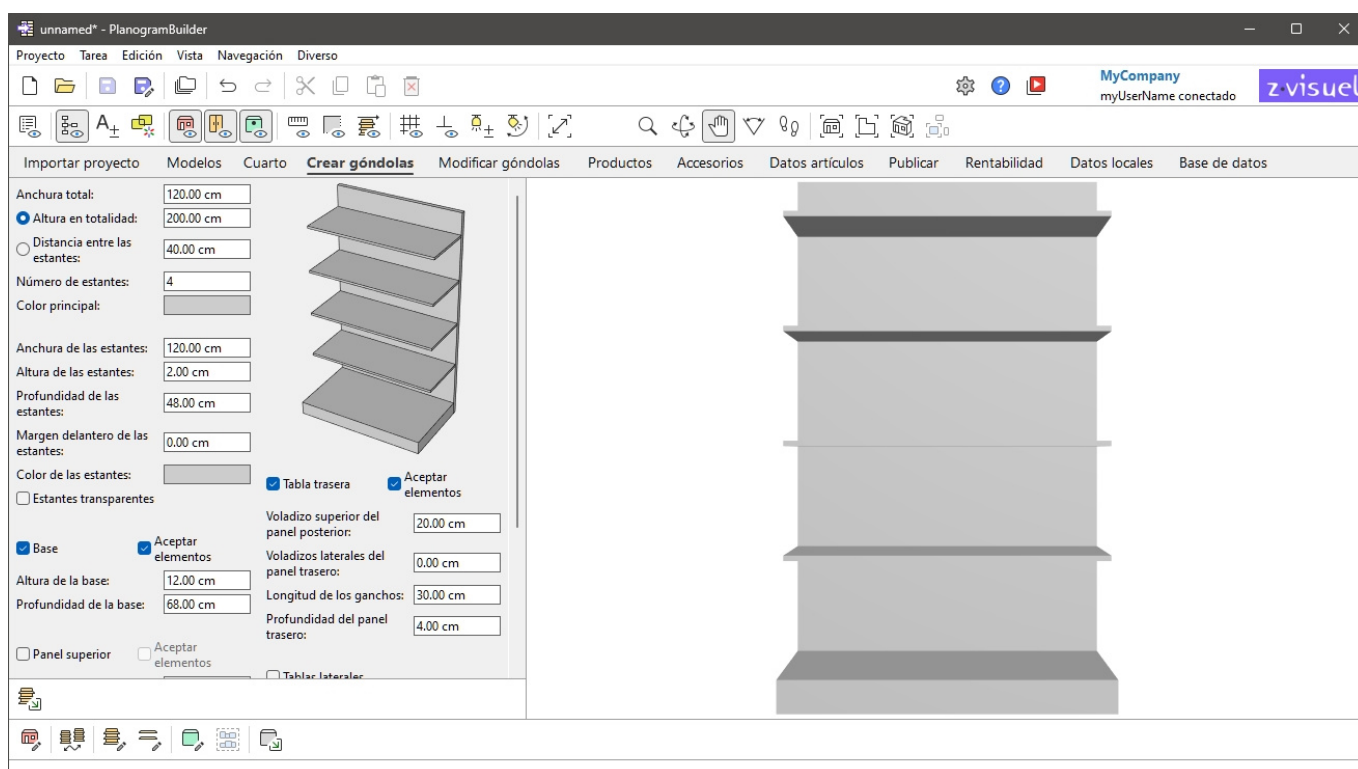 unnamed* - PlanogramBuilder
Proyecto Tarea Edición Vista Navegación Diverso
MyCompany
myUserName conectado
z·visuel
A±
Importar proyecto Modelos Cuarto Crear góndolas Modificar góndolas Productos Accesorios Datos artículos Publicar Rentabilidad Datos locales Base de datos
Anchura total: 120.00 cm
Altura en totalidad: 200.00 cm
Distancia entre las
estantes: 40.00 cm
Número de estantes: 4
Color principal:
Anchura de las estantes: 120.00 cm
Altura de las estantes: 2.00 cm
Profundidad de las
estantes: 48.00 cm
Margen delantero de las
estantes: 0.00 cm
Color de las estantes:
Estantes transparentes
Base Aceptar
elementos
Altura de la base: 12.00 cm
Profundidad de la base: 68.00 cm
Panel superior Aceptar
elementos
Tabla trasera Aceptar
elementos
Voladizo superior del
panel posterior: 20.00 cm
Voladizos laterales del
panel trasero: 0.00 cm
Longitud de los ganchos: 30.00 cm
Profundidad del panel
trasero: 4.00 cm
Tablas laterales